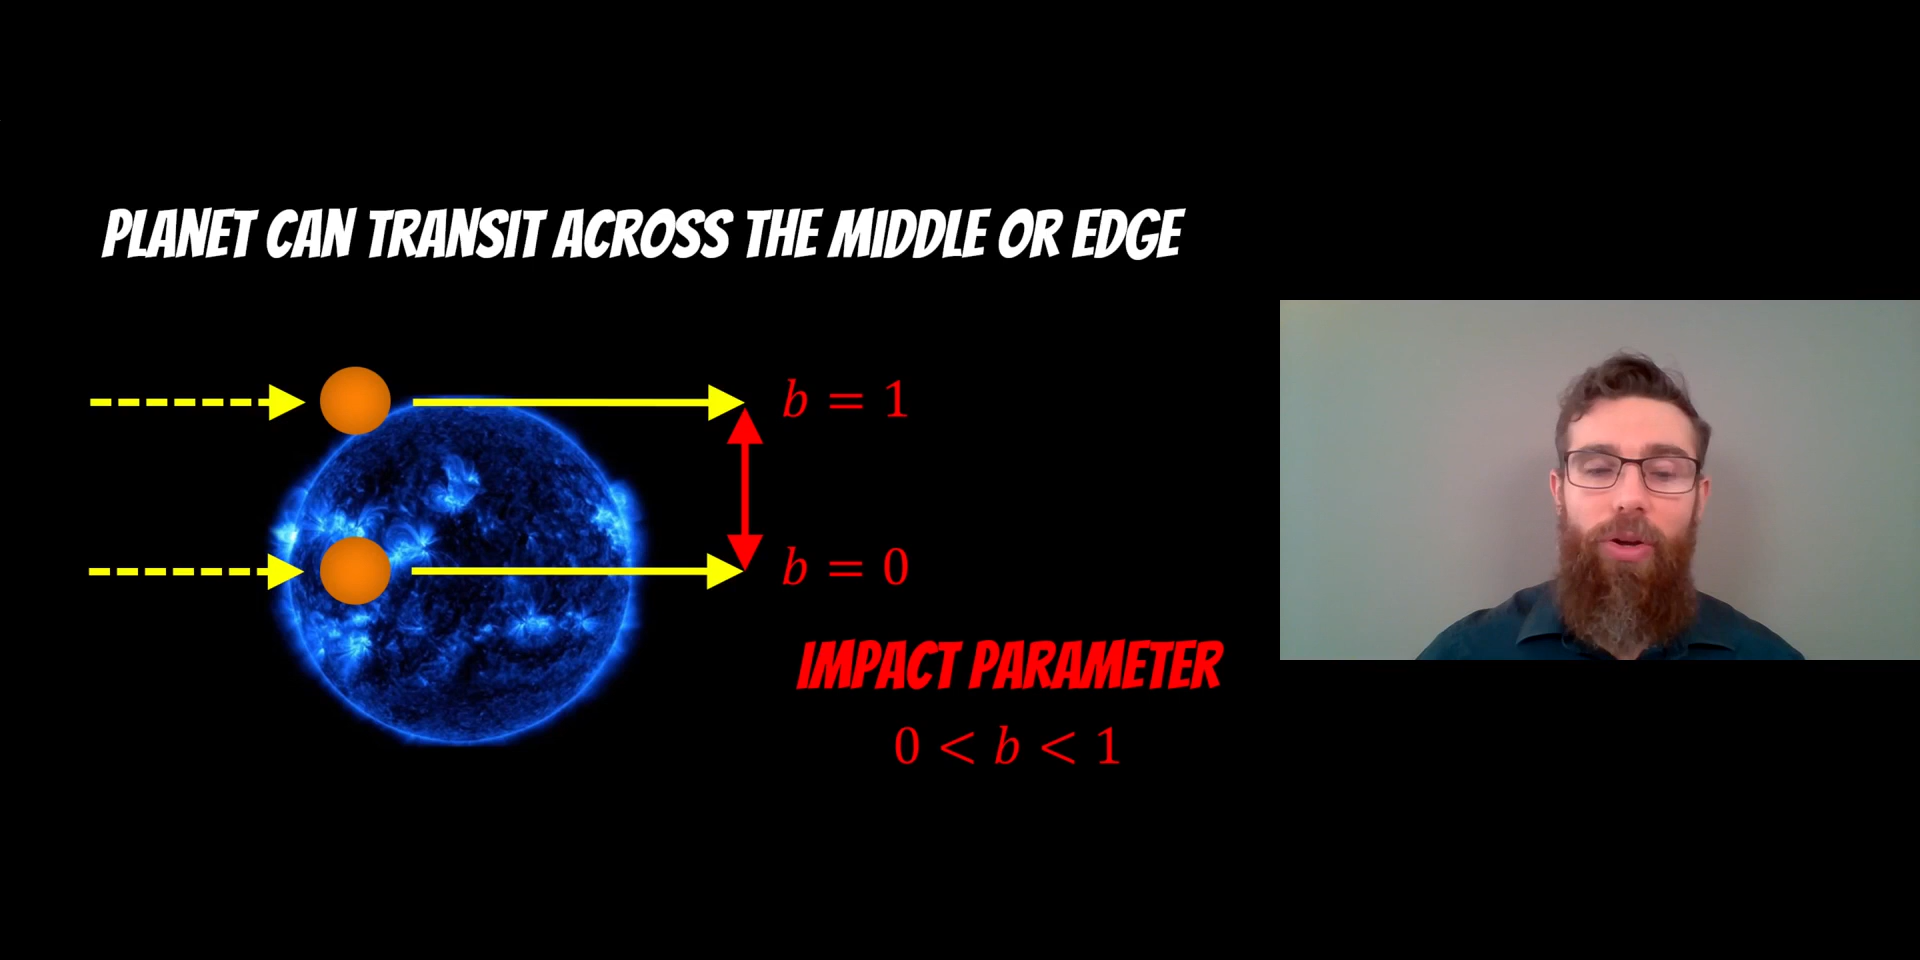 PLANET CAN TRANSIT ACROSS THE MIDDLE OR EDGE
b = 1
b = 0
IMPACT PARAMETER
0 < b < 1